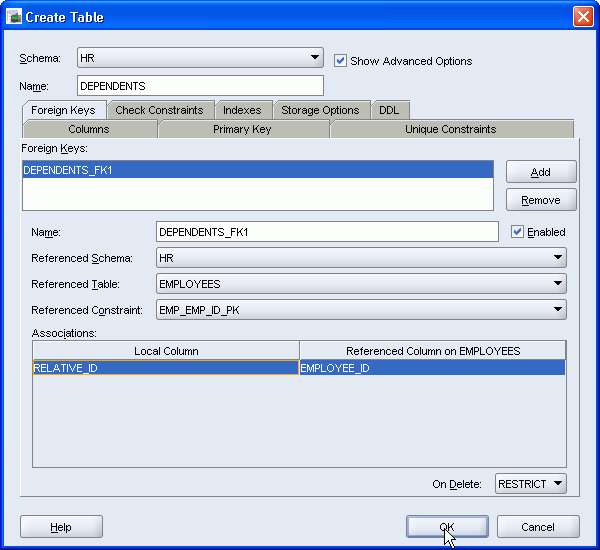 Create Table
Schema: HR Show Advanced Options
Name: DEPENDENTS
Foreign Keys Check Constraints Indexes Storage Options DDL
Columns Primary Key Unique Constraints
Foreign Keys:
DEPENDENTS_FK1
Add
Remove
Name: DEPENDENTS_FK1 Enabled
Referenced Schema: HR
Referenced Table: EMPLOYEES
Referenced Constraint: EMP_EMP_ID_PK
Associations:
Local Column Referenced Column on EMPLOYEES
RELATIVE_ID EMPLOYEE_ID
On Delete: RESTRICT
Help OK Cancel